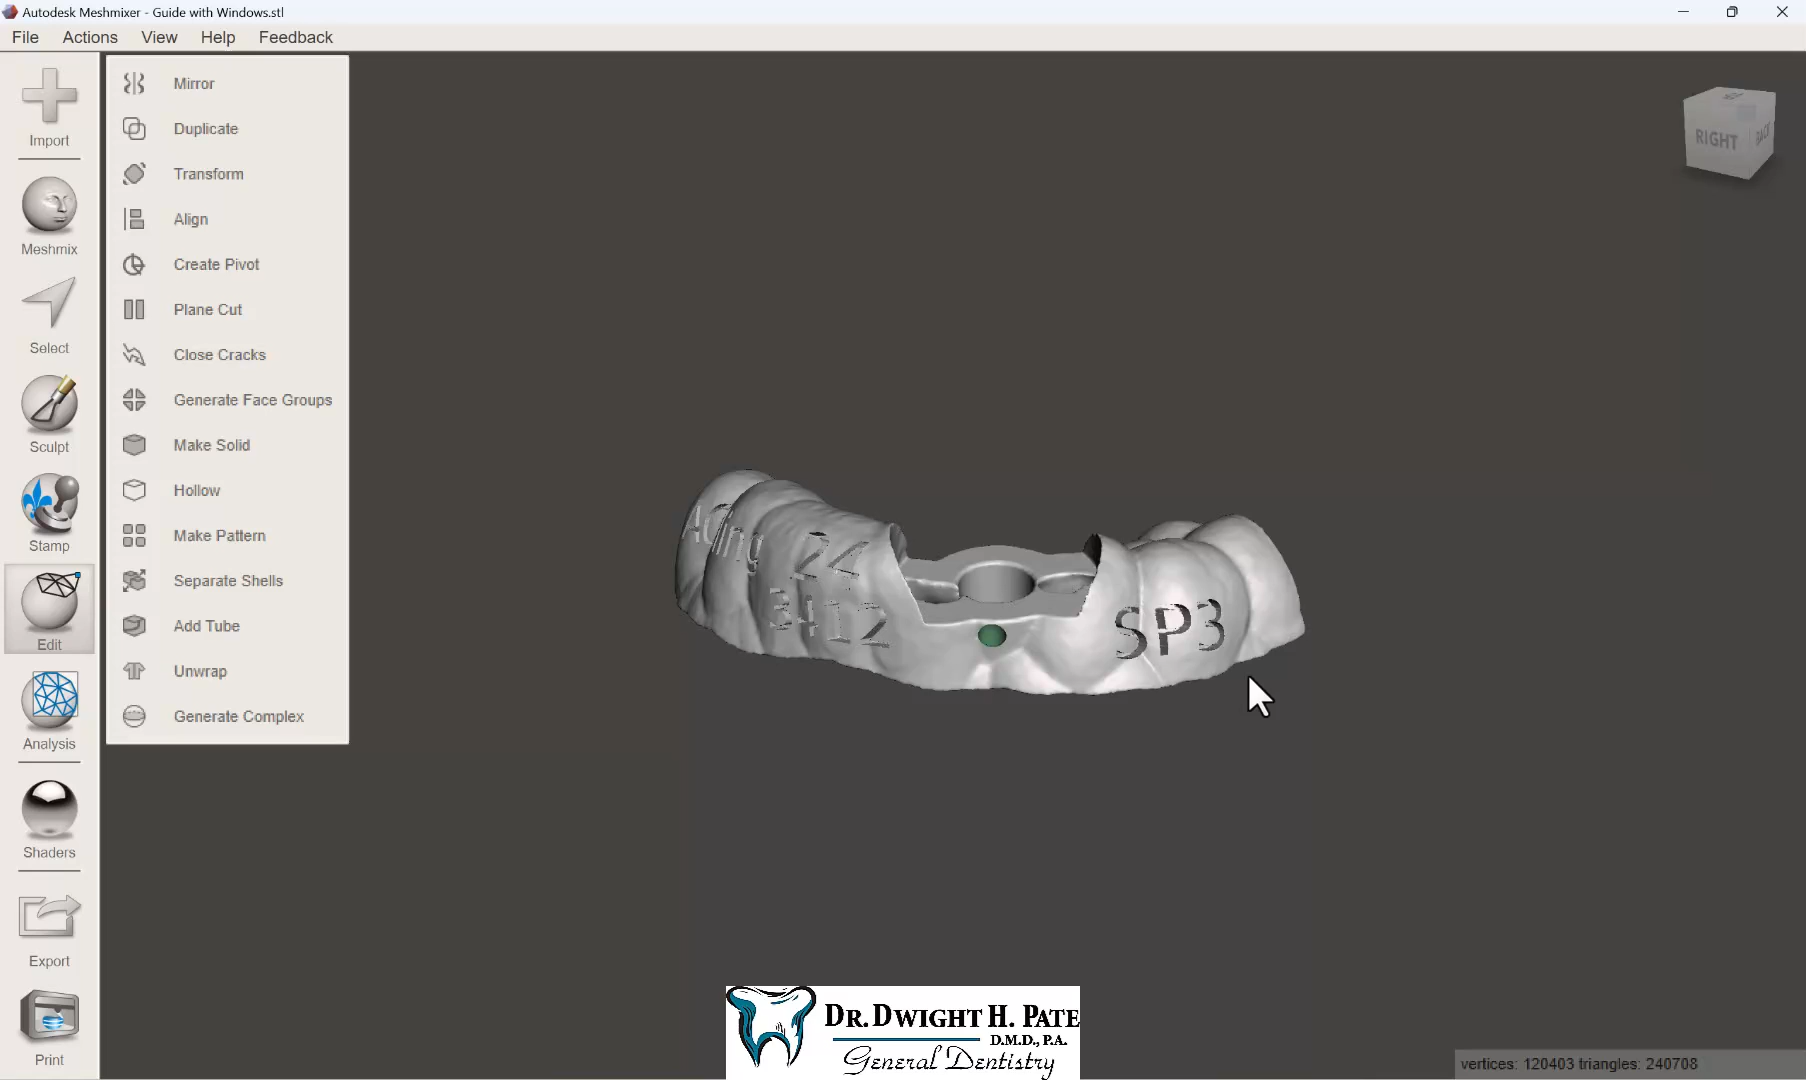 Autodesk Meshmixer - Guide with Windows.stl
File Actions View Help Feedback
Import
Meshmix
Select
Sculpt
Stamp
Edit
Analysis
Shaders
Export
Print
Mirror
Duplicate
Transform
Align
Create Pivot
Plane Cut
Close Cracks
Generate Face Groups
Make Solid
Hollow
Make Pattern
Separate Shells
Add Tube
Unwrap
Generate Complex
RIGHT BACK
SP3
DR. DWIGHT H. PATE
D.M.D., P.A.
General Dentistry
vertices: 120403 triangles: 240708